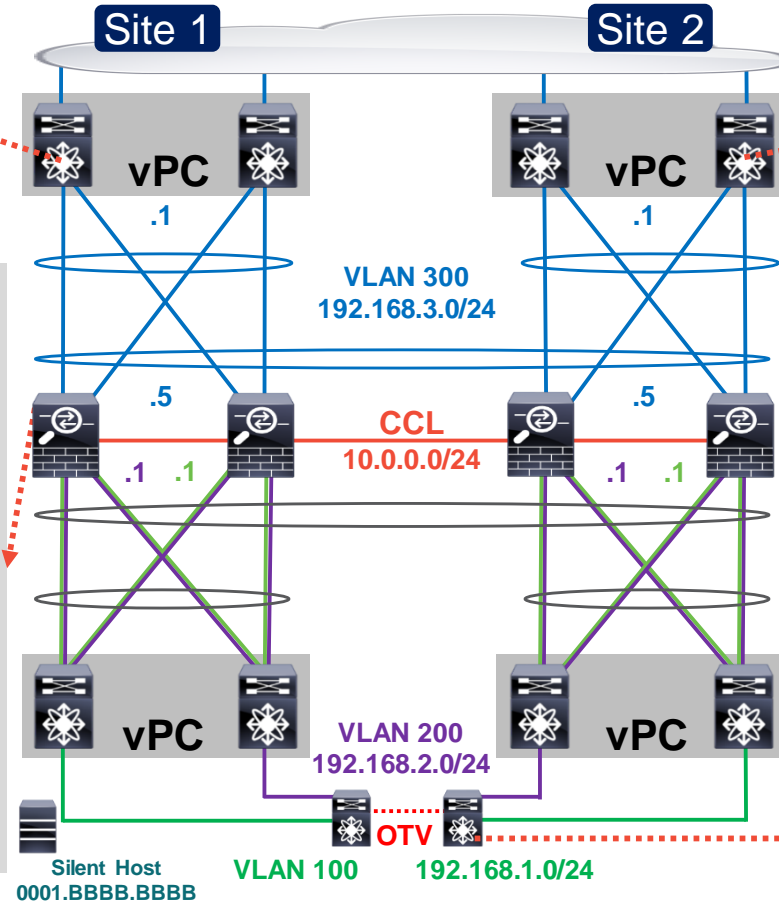 Site 1
Site 2
vPC
vPC
.1
.1
VLAN 300
192.168.3.0/24
.5
.5
CCL
10.0.0.0/24
.1 .1
.1 .1
vPC
vPC
VLAN 200
192.168.2.0/24
OTV
Silent Host
0001.BBBB.BBBB
VLAN 100
192.168.1.0/24